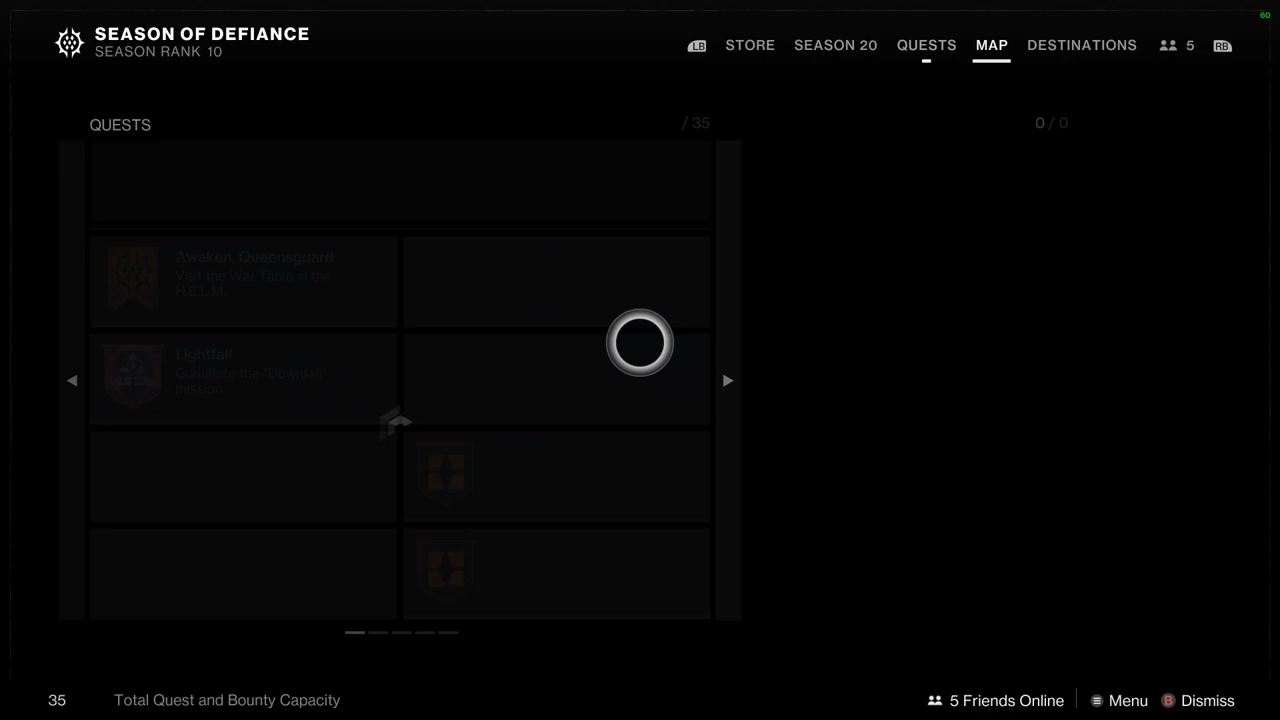 60
SEASON OF DEFIANCE
SEASON RANK 10
LB STORE SEASON 20 QUESTS MAP DESTINATIONS 5 RB
QUESTS / 35 0 / 0
Awaken, Queensguard
Visit the War Table in the
H.E.L.M.
Lightfall
Complete the "Downfall"
mission.
35 Total Quest and Bounty Capacity 5 Friends Online Menu B Dismiss